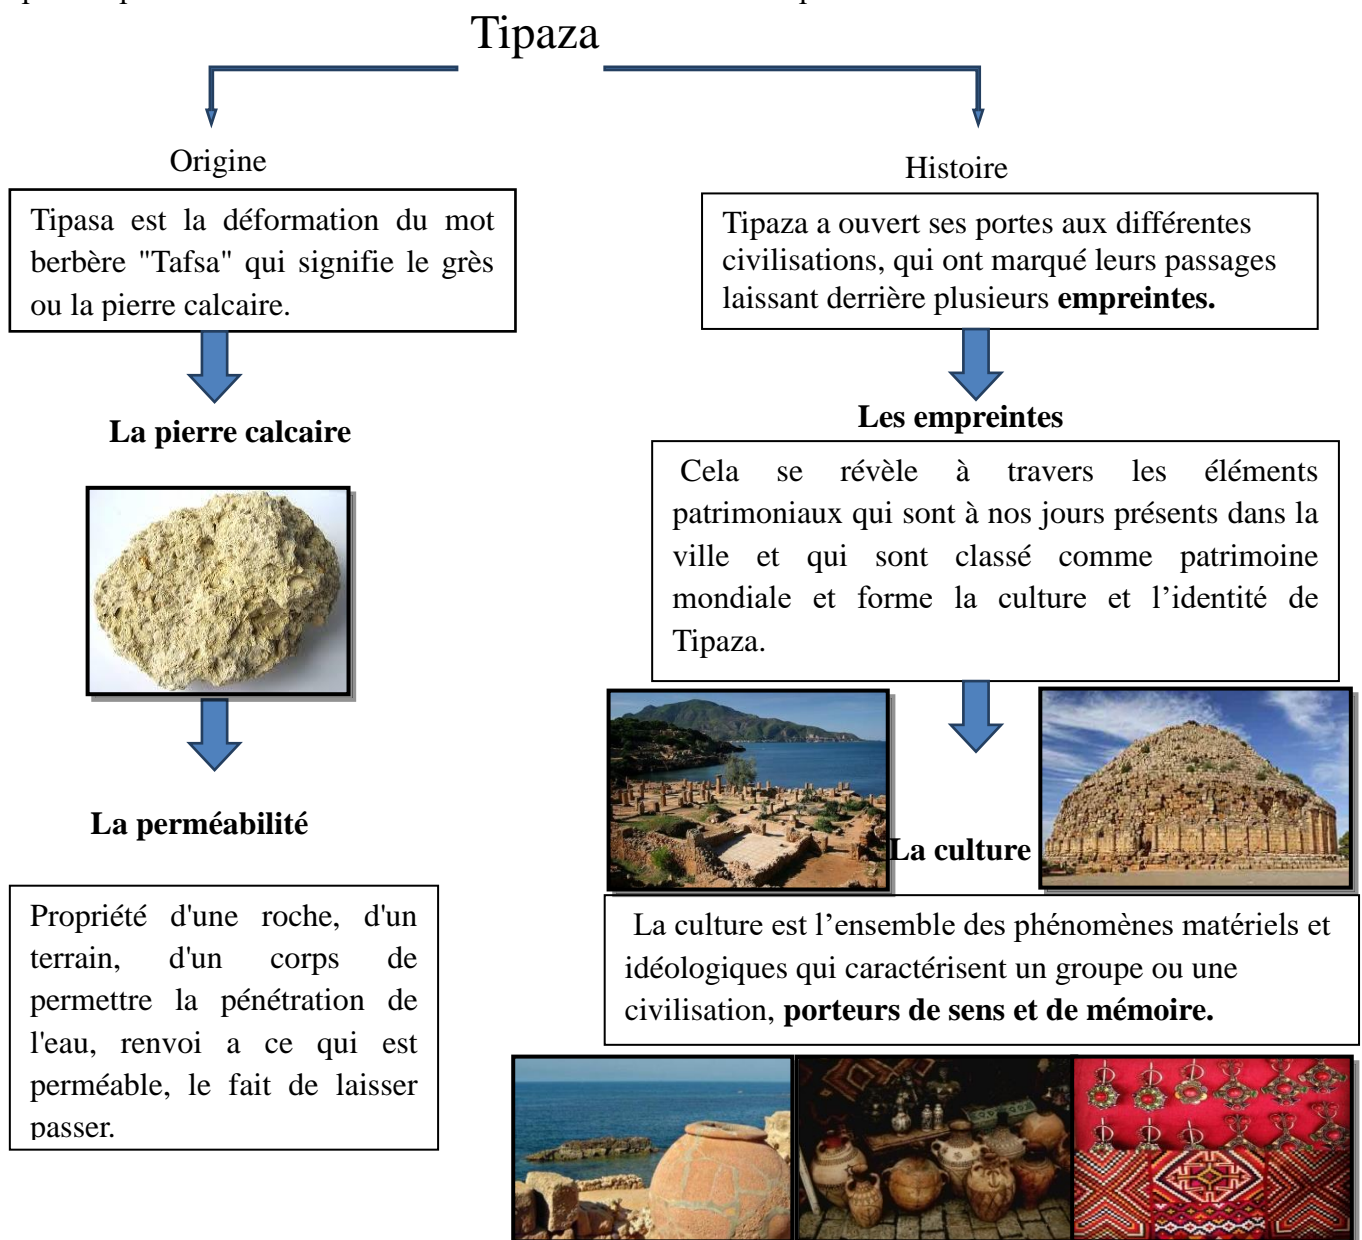 Tipaza
Origine
Tipasa est la déformation du mot
berbère "Tafsa" qui signifie le grès
ou la pierre calcaire.
La pierre calcaire
La perméabilité
Propriété d'une roche, d'un
terrain, d'un corps de
permettre la pénétration de
l'eau, renvoi a ce qui est
perméable, le fait de laisser
passer.
Histoire
Tipaza a ouvert ses portes aux différentes
civilisations, qui ont marqué leurs passages
laissant derrière plusieurs empreintes.
Les empreintes
Cela se révèle à travers les éléments
patrimoniaux qui sont à nos jours présents dans la
ville et qui sont classé comme patrimoine
mondiale et forme la culture et l’identité de
Tipaza.
La culture
La culture est l’ensemble des phénomènes matériels et
idéologiques qui caractérisent un groupe ou une
civilisation, porteurs de sens et de mémoire.